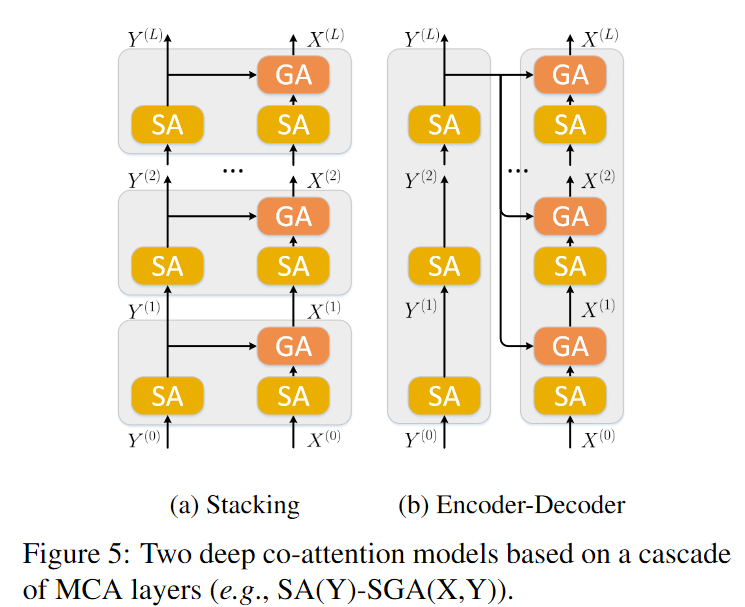 Y^(L) X^(L) Y^(L) X^(L)
GA GA
SA SA SA SA
... ...
Y^(2) X^(2) Y^(2) X^(2)
GA GA
SA SA SA SA
Y^(1) X^(1) Y^(1) X^(1)
GA GA
SA SA SA SA
Y^(0) X^(0) Y^(0) X^(0)
(a) Stacking (b) Encoder-Decoder
Figure 5: Two deep co-attention models based on a cascade
of MCA layers (e.g., SA(Y)-SGA(X,Y)).